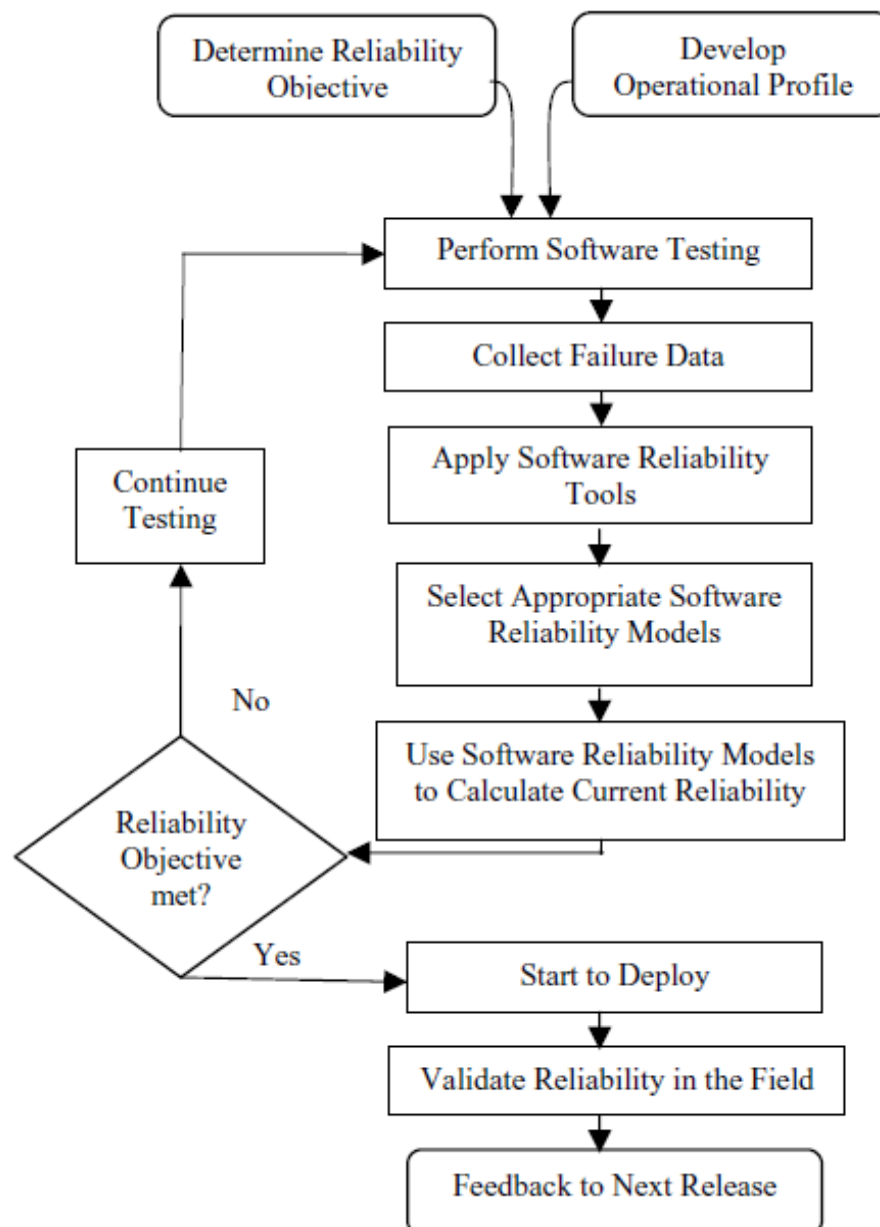 Determine Reliability
Objective
Develop
Operational Profile
Perform Software Testing
Collect Failure Data
Apply Software Reliability
Tools
Continue
Testing
Select Appropriate Software
Reliability Models
No
Use Software Reliability Models
to Calculate Current Reliability
Reliability
Objective
met?
Yes
Start to Deploy
Validate Reliability in the Field
Feedback to Next Release